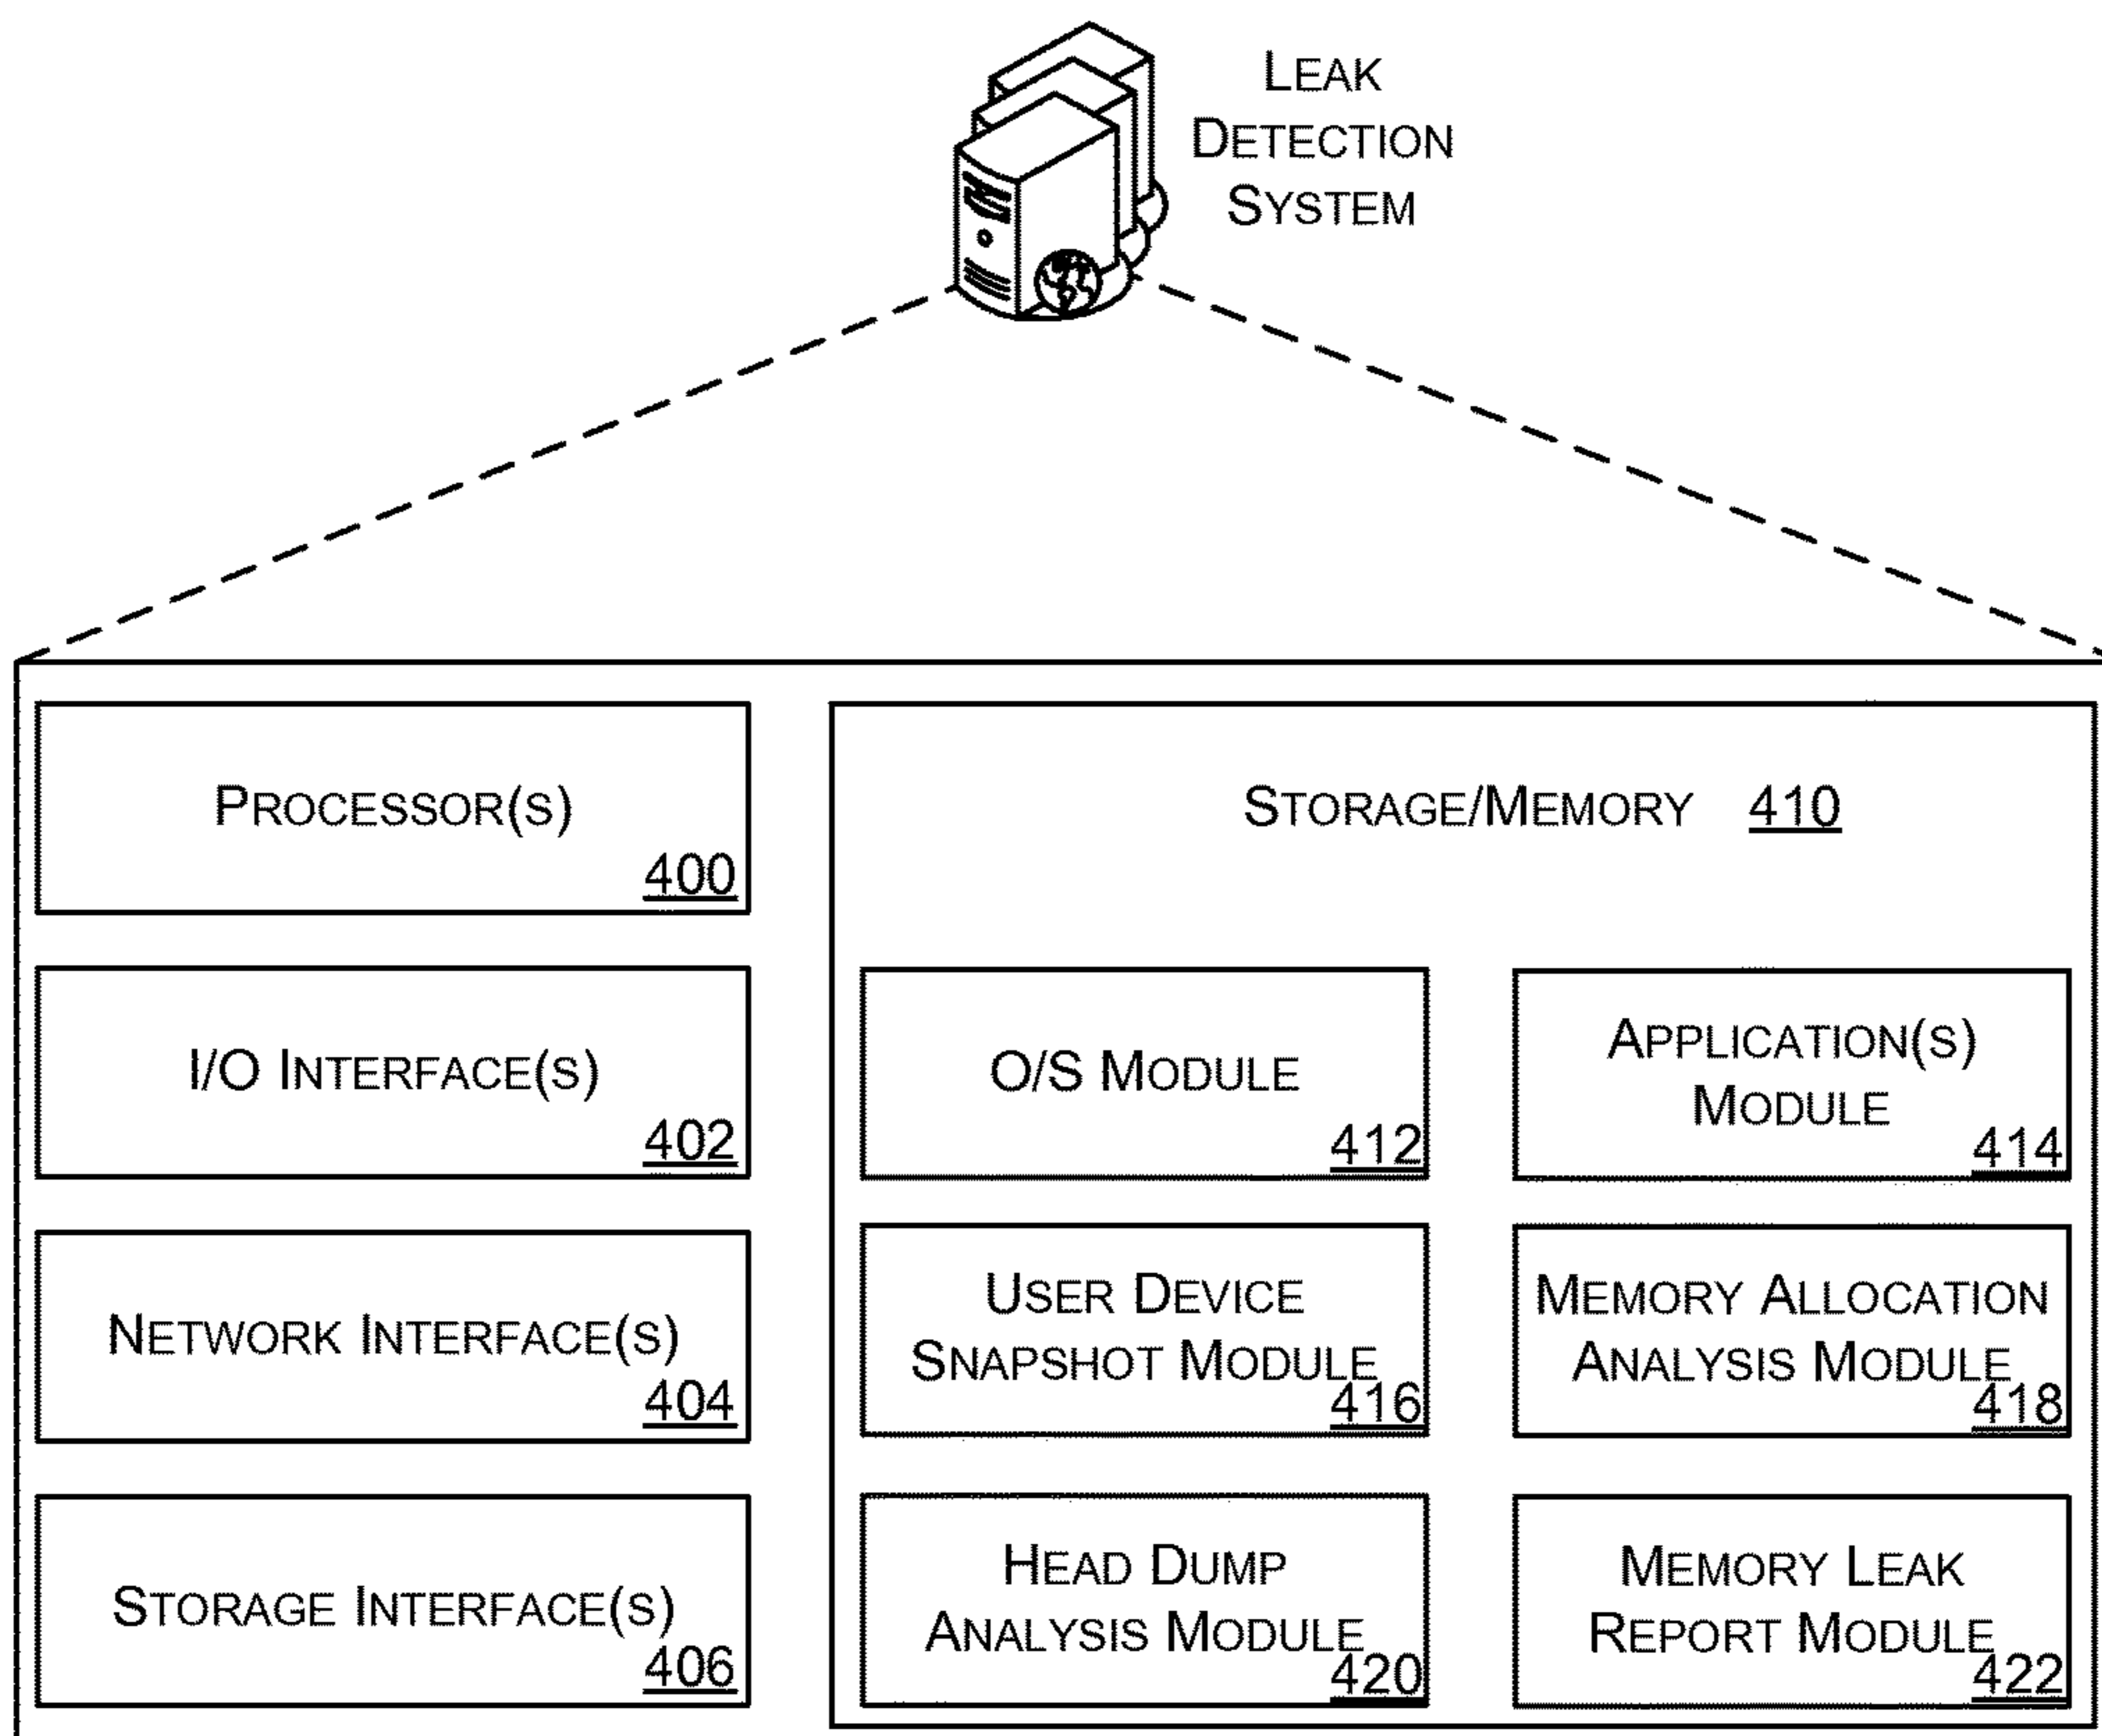 LEAK
DETECTION
SYSTEM
PROCESSOR(S)
400
I/O INTERFACE(S)
402
NETWORK INTERFACE(S)
404
STORAGE INTERFACE(S)
406
STORAGE/MEMORY 410
O/S MODULE
412
APPLICATION(S)
MODULE
414
USER DEVICE
SNAPSHOT MODULE
416
MEMORY ALLOCATION
ANALYSIS MODULE
418
HEAD DUMP
ANALYSIS MODULE
420
MEMORY LEAK
REPORT MODULE
422